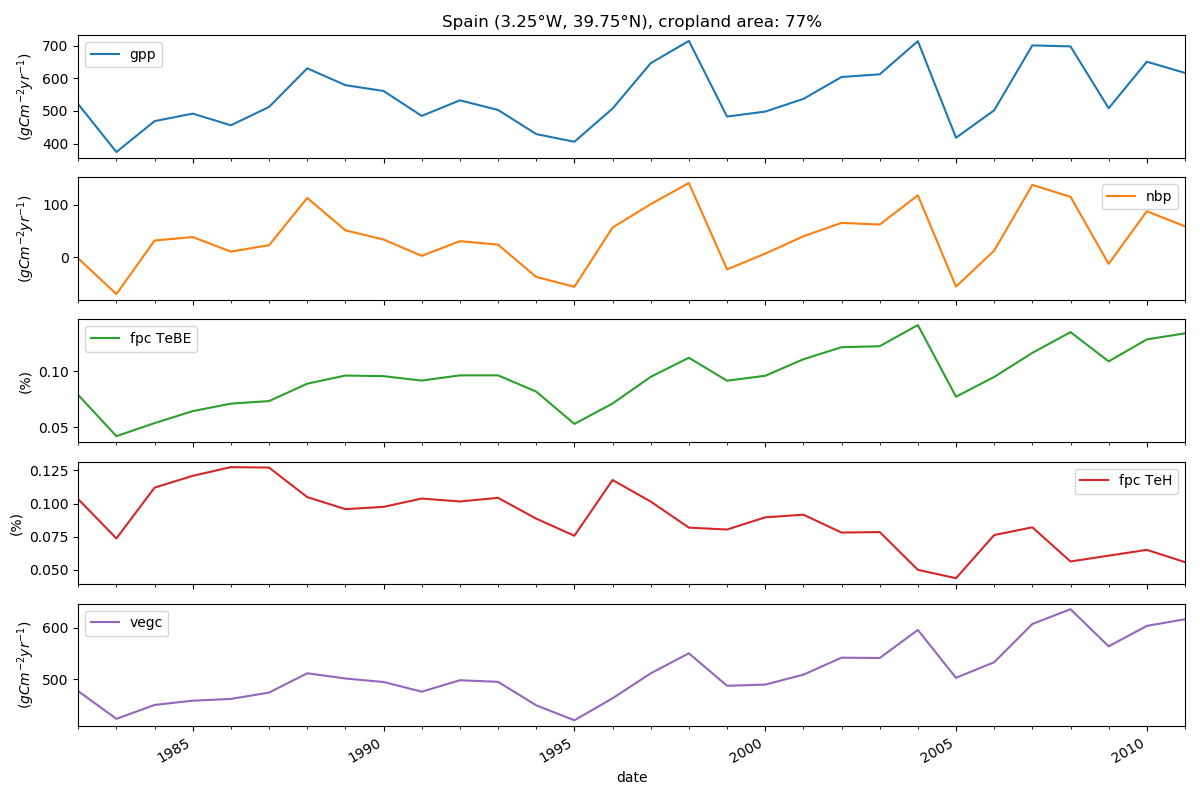 Spain (3.25°W, 39.75°N), cropland area: 77%
gpp
700
600
500
400
(gCm⁻²yr⁻¹)
nbp
100
0
(gCm⁻²yr⁻¹)
fpc TeBE
0.10
0.05
(%)
fpc TeH
0.125
0.100
0.075
0.050
(%)
vegc
600
500
(gCm⁻²yr⁻¹)
1985 1990 1995 2000 2005 2010
date